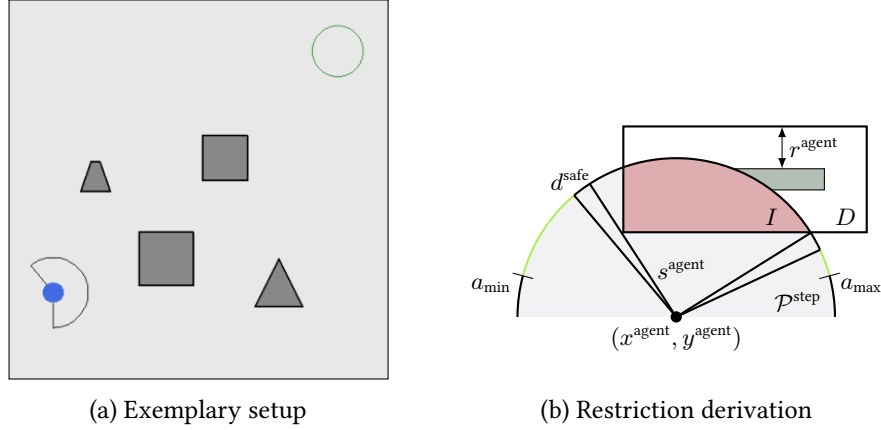 r^agent
d^safe
I
D
s^agent
a_min
a_max
𝒫^step
(x^agent, y^agent)
(a) Exemplary setup
(b) Restriction derivation